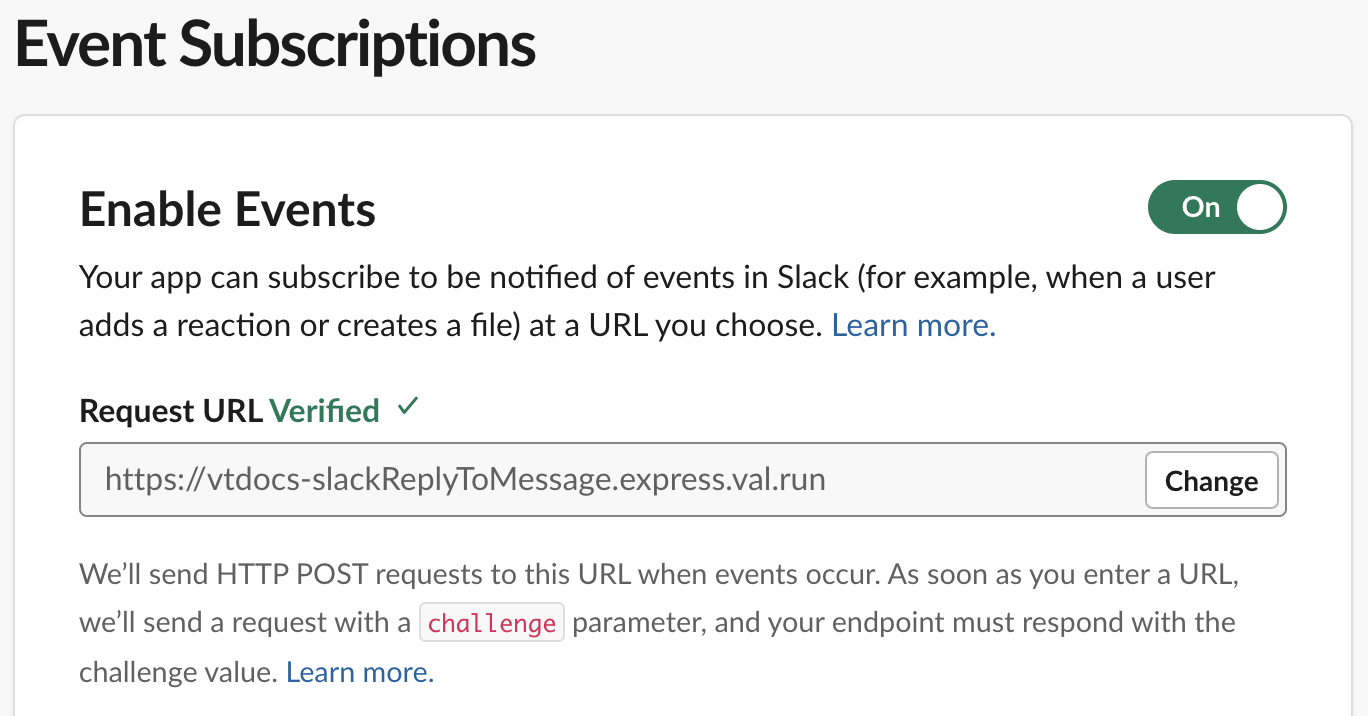 Event Subscriptions
Enable Events
On
Your app can subscribe to be notified of events in Slack (for example, when a user
adds a reaction or creates a file) at a URL you choose. Learn more.
Request URL Verified ✓
https://vtdocs-slackReplyToMessage.express.val.run
Change
We’ll send HTTP POST requests to this URL when events occur. As soon as you enter a URL,
we’ll send a request with a challenge parameter, and your endpoint must respond with the
challenge value. Learn more.